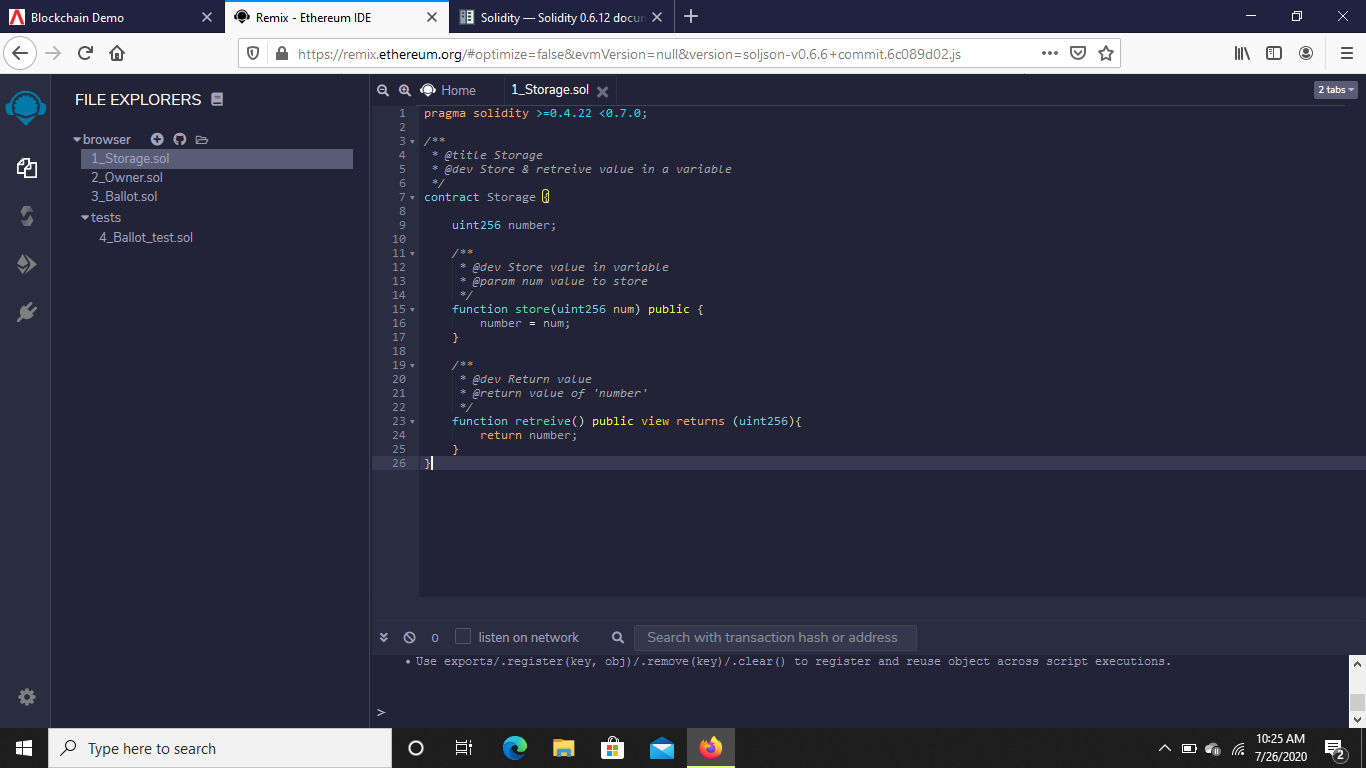 Blockchain Demo
Remix - Ethereum IDE
Solidity — Solidity 0.6.12 docu
https://remix.ethereum.org/#optimize=false&evmVersion=null&version=soljson-v0.6.6+commit.6c089d02.js
FILE EXPLORERS
browser
1_Storage.sol
2_Owner.sol
3_Ballot.sol
tests
4_Ballot_test.sol
Home
1_Storage.sol
2 tabs
1 pragma solidity >=0.4.22 <0.7.0;
2
3 /**
4 * @title Storage
5 * @dev Store & retreive value in a variable
6 */
7 contract Storage {
8
9 uint256 number;
10
11 /**
12 * @dev Store value in variable
13 * @param num value to store
14 */
15 function store(uint256 num) public {
16 number = num;
17 }
18
19 /**
20 * @dev Return value
21 * @return value of 'number'
22 */
23 function retreive() public view returns (uint256){
24 return number;
25 }
26 }
0
listen on network
Search with transaction hash or address
• Use exports/.register(key, obj)/.remove(key)/.clear() to register and reuse object across script executions.
>
Type here to search
10:25 AM
7/26/2020
2